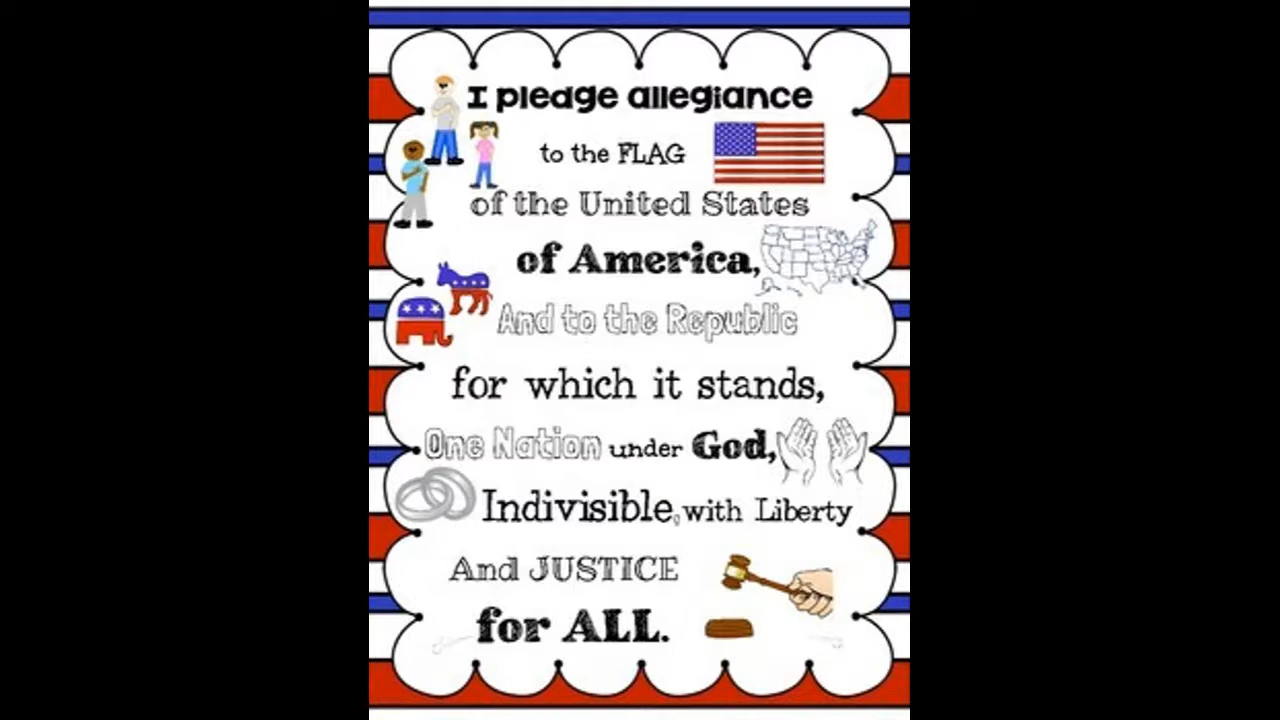 I pledge allegiance
to the FLAG
of the United States
of America,
And to the Republic
for which it stands,
One Nation under God,
Indivisible, with Liberty
And JUSTICE
for ALL.